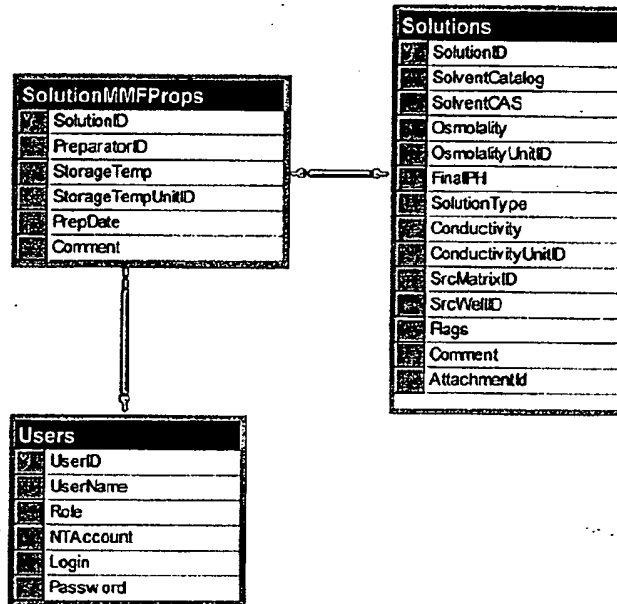 Solutions
SolutionID
SolventCatalog
SolventCAS
Osmolality
OsmolalityUnitID
FinalPH
SolutionType
Conductivity
ConductivityUnitID
SrcMatrixID
SrcWellID
Flags
Comment
AttachmentId
SolutionMMFProps
SolutionID
PreparatorID
StorageTemp
StorageTempUnitID
PrepDate
Comment
Users
UserID
UserName
Role
NTAccount
Login
Password